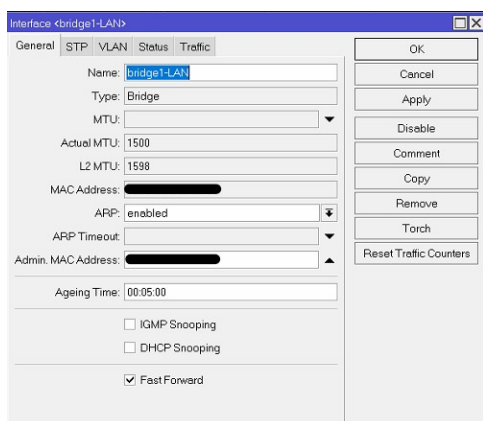 Interface <bridge1-LAN>
General STP VLAN Status Traffic
Name: bridge1-LAN
Type: Bridge
MTU:
Actual MTU: 1500
L2 MTU: 1598
MAC Address:
ARP: enabled
ARP Timeout:
Admin. MAC Address:
Ageing Time: 00:05:00
IGMP Snooping
DHCP Snooping
Fast Forward
OK
Cancel
Apply
Disable
Comment
Copy
Remove
Torch
Reset Traffic Counters